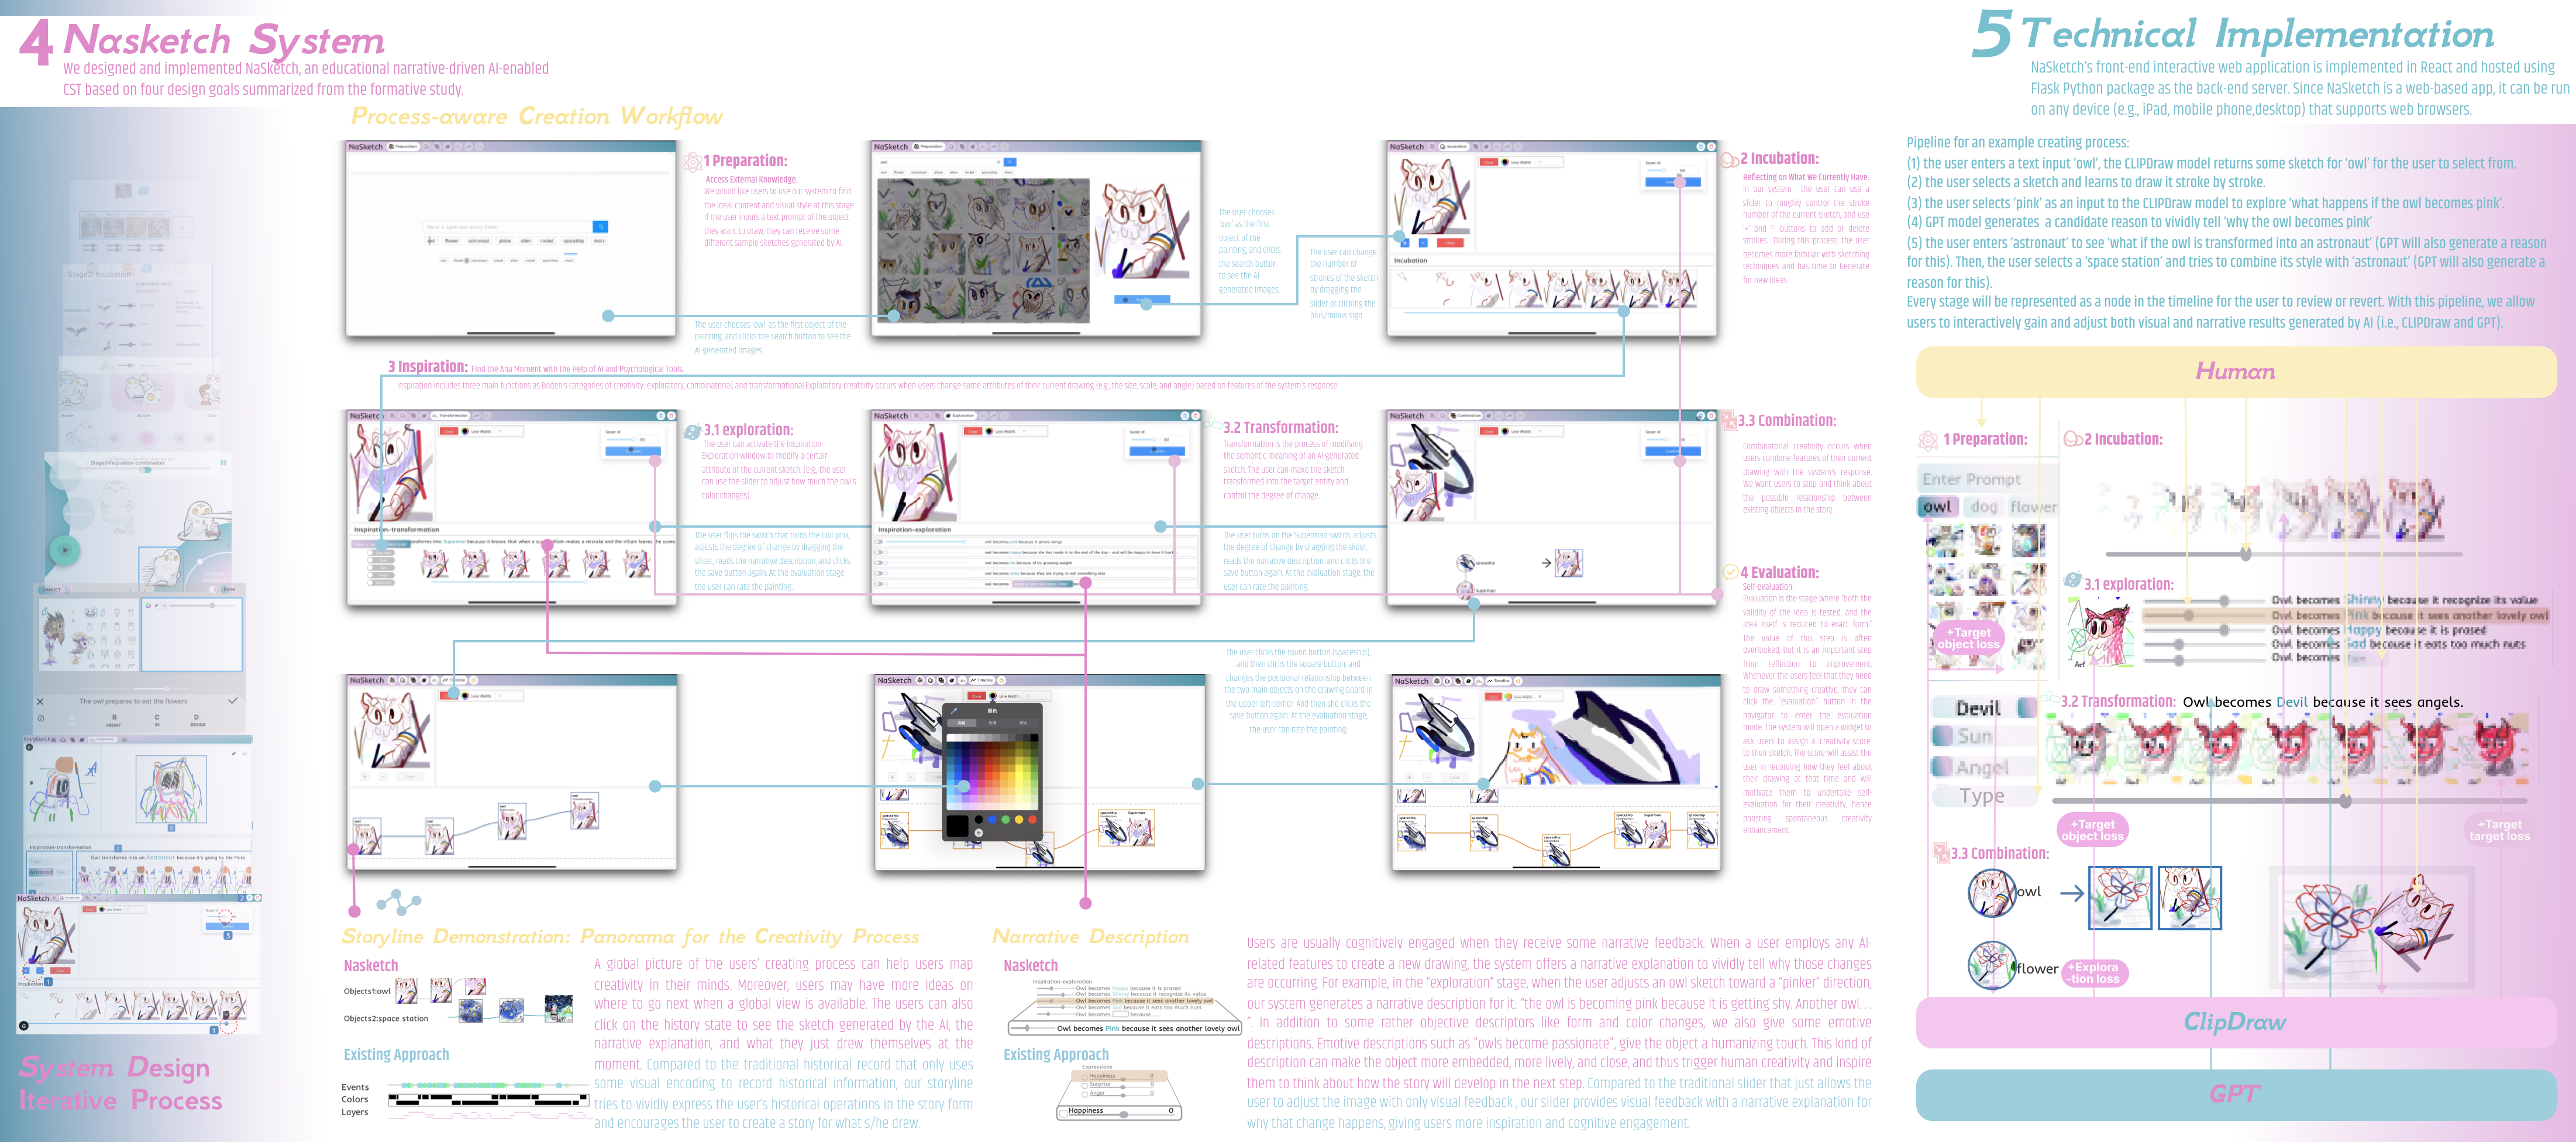 4 Nasketch System
We designed and implemented NaSketch, an educational narrative-driven AI-enabled
CST based on four design goals summarized from the formative study.
Process-aware Creation Workflow
1 Preparation:
Access External Knowledge.
We would like users to use our system to find
the ideal content and visual style at this stage.
If the user inputs a text prompt of the object
they want to draw, they can receive some
different sample sketches generated by AI.
The user chooses 'owl' as the first object of the
painting, and clicks the search button to see the
AI-generated images.
The user chooses
'owl' as the first
object of the
painting, and clicks
the search button
to see the AI-
generated images.
The user can change
the number of
strokes of the sketch
by dragging the
slider or clicking the
plus/minus sign.
2 Incubation:
Reflecting on What We Currently Have.
In our system , the user can use a
slider to roughly control the stroke
number of the current sketch, and use
'+' and '-' buttons to add or delete
strokes. During this process, the user
becomes more familiar with sketching
techniques and has time to Generate
for new ideas.
3 Inspiration: Find the Aha Moment with the Help of AI and Psychological Tools.
Inspiration includes three main functions as Boden's categories of creativity: exploratory, combinatorial, and transformational.Exploratory creativity occurs when users change some attributes of their current drawing (e.g., the size, scale, and angle) based on features of the system's response.
3.1 exploration:
The user can activate the Inspiration-
Exploration window to modify a certain
attribute of the current sketch. (e.g., the user
can use the slider to adjust how much the owl's
color changes).
The user flips the switch that turns the owl pink,
adjusts the degree of change by dragging the
slider, reads the narrative description, and clicks the
save button again. At the evaluation stage,
the user can rate the painting.
3.2 Transformation:
Transformation is the process of modifying
the semantic meaning of an AI-generated
sketch. The user can make the sketch
transformed into the target entity and
control the degree of change.
The user turns on the Superman switch, adjusts
the degree of change by dragging the slider,
reads the narrative description, and clicks the
save button again. At the evaluation stage, the
user can rate the painting.
3.3 Combination:
Combinatorial creativity occurs when
users combine features of their current
drawing with the system's response.
We want users to stop and think about
the possible relationship between
existing objects in the story.
4 Evaluation:
Self-evaluation.
Evaluation is the stage where "both the
validity of the idea is tested, and the
idea itself is reduced to exact form."
The value of this step is often
overlooked, but it is an important step
from reflection to improvement.
Whenever the users feel that they need
to draw something creative, they can
click the "evaluation" button in the
navigator to enter the evaluation
mode. The system will open a widget to
ask users to assign a 'creativity score'
to their sketch. The score will assist the
user in recording how they feel about
their drawing at that time and will
motivate them to undertake self-
evaluation for their creativity, hence
boosting spontaneous creativity
enhancement.
The user clicks the round button (spaceship),
and then clicks the square button, and
changes the positional relationship between
the two main objects on the drawing board in
the upper left corner. And then she clicks the
save button again. At the evaluation stage,
the user can rate the painting.
Storyline Demonstration: Panorama for the Creativity Process
Nasketch
Objects1:owl
Objects2:space station
Existing Approach
Events
Colors
Layers
A global picture of the users' creating process can help users map
creativity in their minds. Moreover, users may have more ideas on
where to go next when a global view is available. The users can also
click on the history state to see the sketch generated by the AI, the
narrative explanation, and what they just drew themselves at the
moment. Compared to the traditional historical record that only uses
some visual encoding to record historical information, our storyline
tries to vividly express the user's historical operations in the story form
and encourages the user to create a story for what s/he drew.
Narrative Description
Nasketch
Inspiration-exploration
Owl becomes Happy because it is prosed
Owl becomes Shinny because it recognize its value
Owl becomes Pink because it sees another lovely owl
Owl becomes Sad because it eats too much nuts
Owl becomes because ....
Owl becomes Pink because it sees another lovely owl
Existing Approach
Expressions
Happiness 0
Surprise 0
Anger 0
Happiness 0
Users are usually cognitively engaged when they receive some narrative feedback. When a user employs any AI-
related features to create a new drawing, the system offers a narrative explanation to vividly tell why those changes
are occurring. For example, in the "exploration" stage, when the user adjusts an owl sketch toward a "pinker" direction,
our system generates a narrative description for it: "the owl is becoming pink because it is getting shy. Another owl. . .
". In addition to some rather objective descriptors like form and color changes, we also give some emotive
descriptions. Emotive descriptions such as "owls become passionate", give the object a humanizing touch. This kind of
description can make the object more embedded, more lively, and close, and thus trigger human creativity and inspire
them to think about how the story will develop in the next step. Compared to the traditional slider that just allows the
user to adjust the image with only visual feedback , our slider provides visual feedback with a narrative explanation for
why that change happens, giving users more inspiration and cognitive engagement.
System Design
Iterative Process
5 Technical Implementation
NaSketch's front-end interactive web application is implemented in React and hosted using
Flask Python package as the back-end server. Since NaSketch is a web-based app, it can be run
on any device (e.g., iPad, mobile phone,desktop) that supports web browsers.
Pipeline for an example creating process:
(1) the user enters a text input 'owl', the CLIPDraw model returns some sketch for 'owl' for the user to select from.
(2) the user selects a sketch and learns to draw it stroke by stroke.
(3) the user selects 'pink' as an input to the CLIPDraw model to explore 'what happens if the owl becomes pink'.
(4) GPT model generates a candidate reason to vividly tell 'why the owl becomes pink'
(5) the user enters 'astronaut' to see 'what if the owl is transformed into an astronaut' (GPT will also generate a reason
for this). Then, the user selects a 'space station' and tries to combine its style with 'astronaut' (GPT will also generate a
reason for this).
Every stage will be represented as a node in the timeline for the user to review or revert. With this pipeline, we allow
users to interactively gain and adjust both visual and narrative results generated by AI (i.e., CLIPDraw and GPT).
Human
1 Preparation:
Enter Prompt
owl dog flower
+Target
object loss
2 Incubation:
3.1 exploration:
Owl becomes Shinny because it recognize its value
Owl becomes Pink because it sees another lovely owl
Owl becomes Happy because it is prosed
Owl becomes Sad because it eats too much nuts
Owl becomes Type
3.2 Transformation: Owl becomes Devil because it sees angels.
Devil
Sun
Angel
Type
+Target
object loss
+Target
target loss
3.3 Combination:
owl
flower
+Explora
-tion loss
ClipDraw
GPT